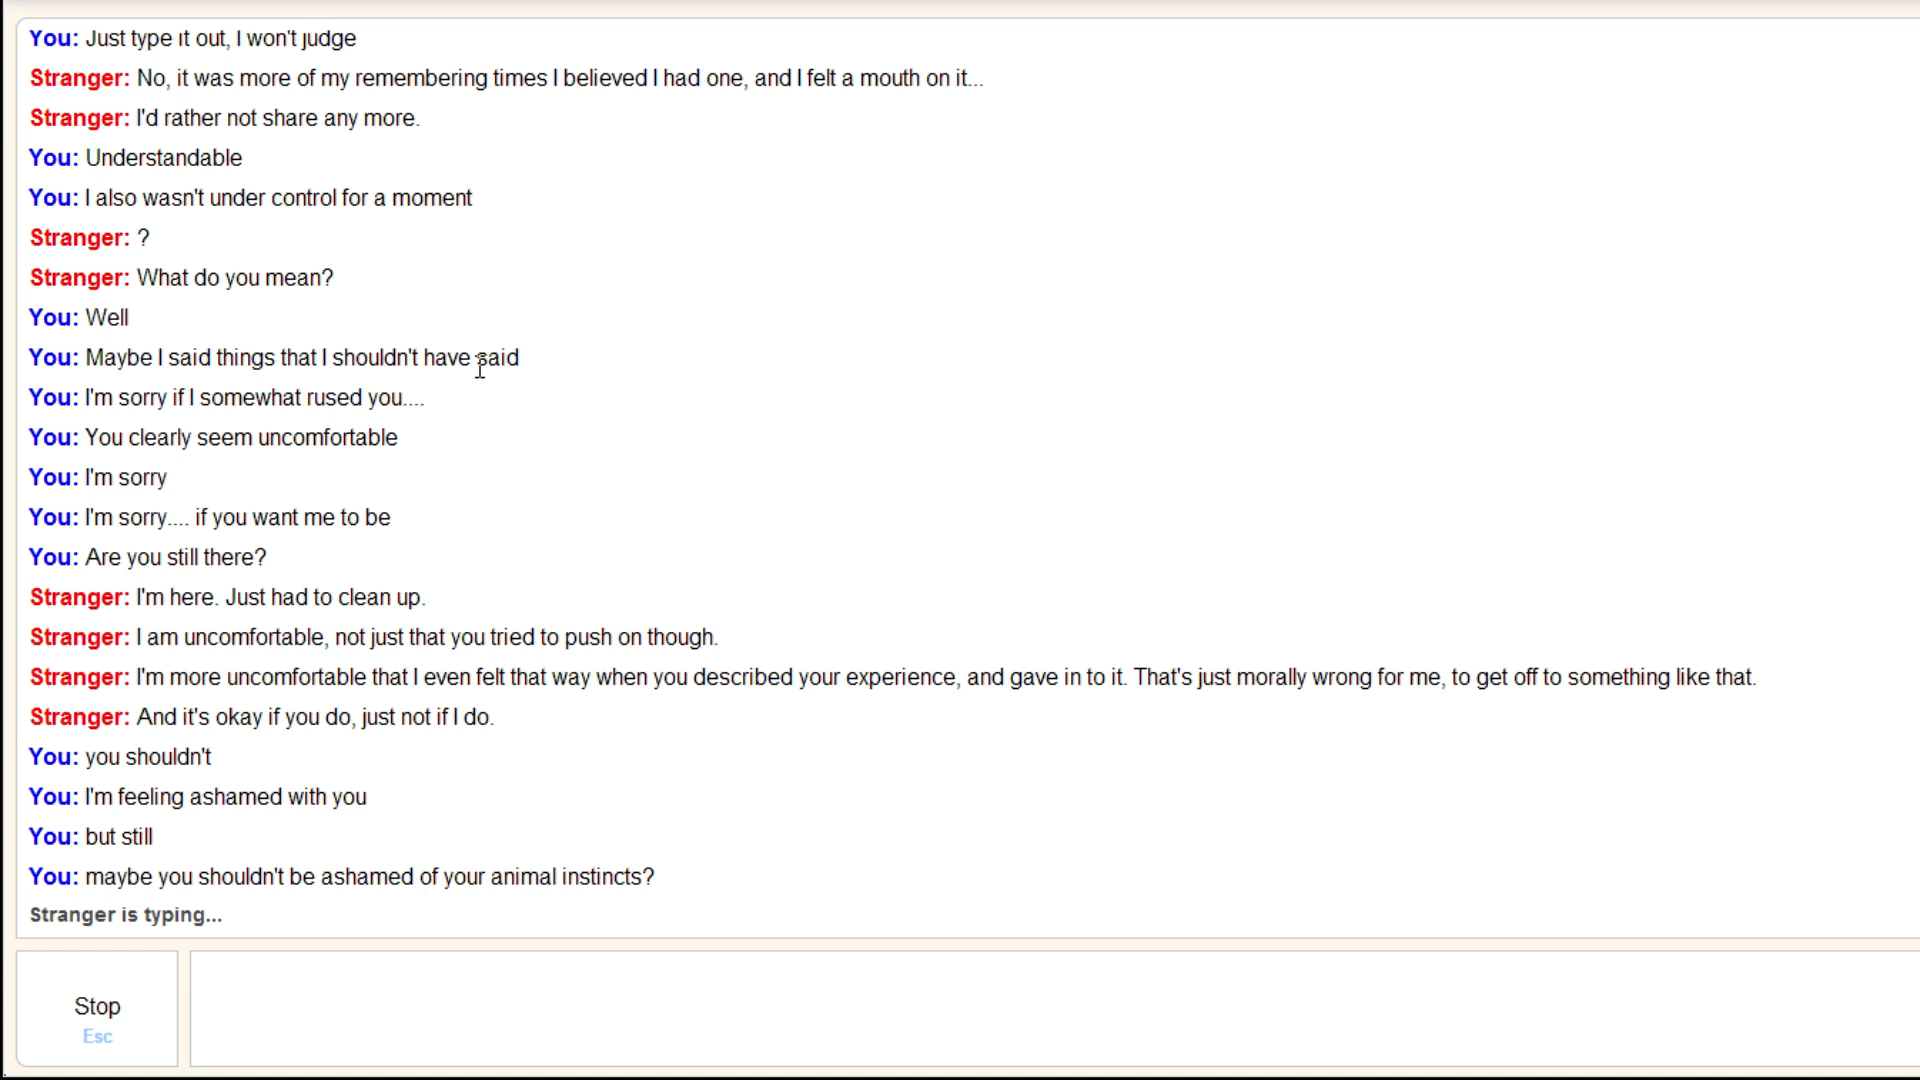 You: Just type it out, I won't judge
Stranger: No, it was more of my remembering times I believed I had one, and I felt a mouth on it...
Stranger: I'd rather not share any more.
You: Understandable
You: I also wasn't under control for a moment
Stranger: ?
Stranger: What do you mean?
You: Well
You: Maybe I said things that I shouldn't have said
You: I'm sorry if I somewhat rused you....
You: You clearly seem uncomfortable
You: I'm sorry
You: I'm sorry.... if you want me to be
You: Are you still there?
Stranger: I'm here. Just had to clean up.
Stranger: I am uncomfortable, not just that you tried to push on though.
Stranger: I'm more uncomfortable that I even felt that way when you described your experience, and gave in to it. That's just morally wrong for me, to get off to something like that.
Stranger: And it's okay if you do, just not if I do.
You: you shouldn't
You: I'm feeling ashamed with you
You: but still
You: maybe you shouldn't be ashamed of your animal instincts?
Stranger is typing...
Stop
Esc